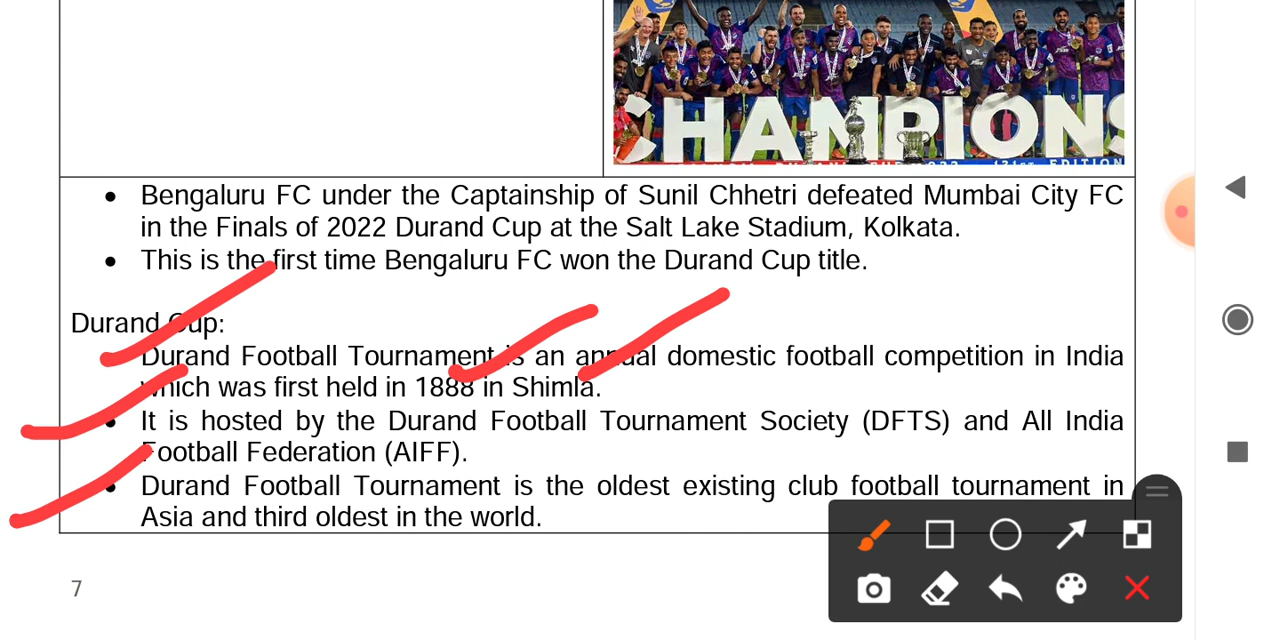 CHAMPIONS
131ST EDITION
• Bengaluru FC under the Captainship of Sunil Chhetri defeated Mumbai City FC
in the Finals of 2022 Durand Cup at the Salt Lake Stadium, Kolkata.
• This is the first time Bengaluru FC won the Durand Cup title.
Durand Cup:
Durand Football Tournament is an annual domestic football competition in India
which was first held in 1888 in Shimla.
• It is hosted by the Durand Football Tournament Society (DFTS) and All India
Football Federation (AIFF).
• Durand Football Tournament is the oldest existing club football tournament in
Asia and third oldest in the world.
7